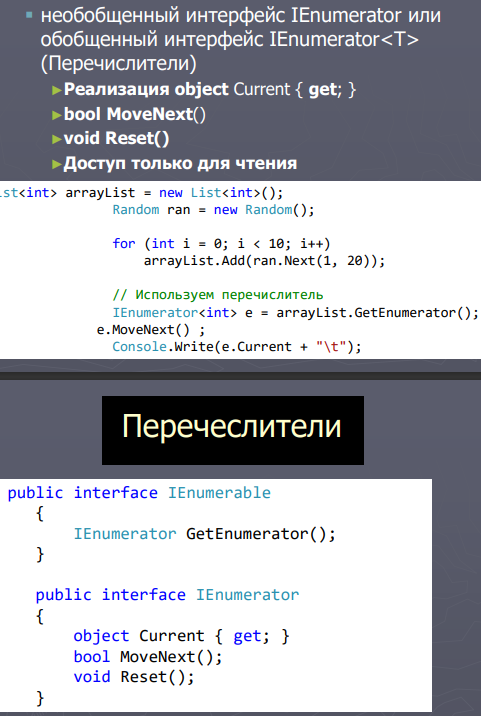 необобщенный интерфейс IEnumerator или
обобщенный интерфейс IEnumerator<T>
(Перечислители)
Реализация object Current { get; }
bool MoveNext()
void Reset()
Доступ только для чтения
st<int> arrayList = new List<int>();
Random ran = new Random();
for (int i = 0; i < 10; i++)
arrayList.Add(ran.Next(1, 20));
// Используем перечислитель
IEnumerator<int> e = arrayList.GetEnumerator();
e.MoveNext() ;
Console.Write(e.Current + "\t");
Перечеслители
public interface IEnumerable
{
IEnumerator GetEnumerator();
}
public interface IEnumerator
{
object Current { get; }
bool MoveNext();
void Reset();
}